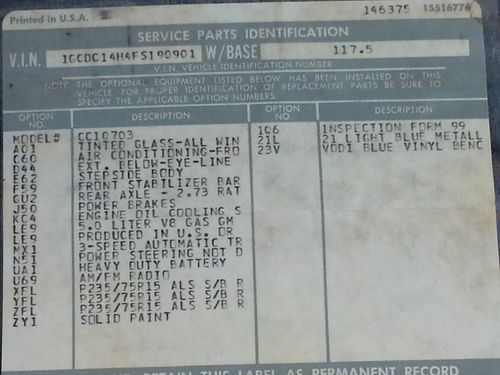 Printed in U.S.A.
146375 15516776
SERVICE PARTS IDENTIFICATION
V.I.N. 1GCDC14H4FS190901 W/BASE 117.5
V.I.N. VEHICLE IDENTIFICATION NUMBER
NOTE THE OPTIONAL EQUIPMENT LISTED BELOW HAS BEEN INSTALLED ON THIS
VEHICLE FOR PROPER IDENTIFICATION OF REPLACEMENT PARTS BE SURE TO
SPECIFY THE APPLICABLE OPTION NUMBERS.
OPTION NO. DESCRIPTION OPTION NO. DESCRIPTION
MODEL# CC10703 106 INSPECTION FORM 99
A01 TINTED GLASS-ALL WIN 21L 21 LIGHT BLUE METALL
C60 AIR CONDITIONING-FRO 23V VDDI BLUE VINYL BENC
D44 EXT. BELOW-EYE-LINE
E62 STEPSIDE BODY
F59 FRONT STABILIZER BAR
GU2 REAR AXLE - 2.73 RAT
J50 POWER BRAKES
KC4 ENGINE OIL COOLING S
LE9 5.0 LITER V8 GAS GM
LE9 PRODUCED IN U.S. OR
MX1 3-SPEED AUTOMATIC TR
N51 POWER STEERING NOT D
UA1 HEAVY DUTY BATTERY
U69 AM/FM RADIO
XFL P235/75R15 ALS S/B R
YFL P235/75R15 ALS S/B R
ZFL P235/75R15 ALS S/B R
ZY1 SOLID PAINT
RETAIN THIS LABEL AS PERMANENT RECORD